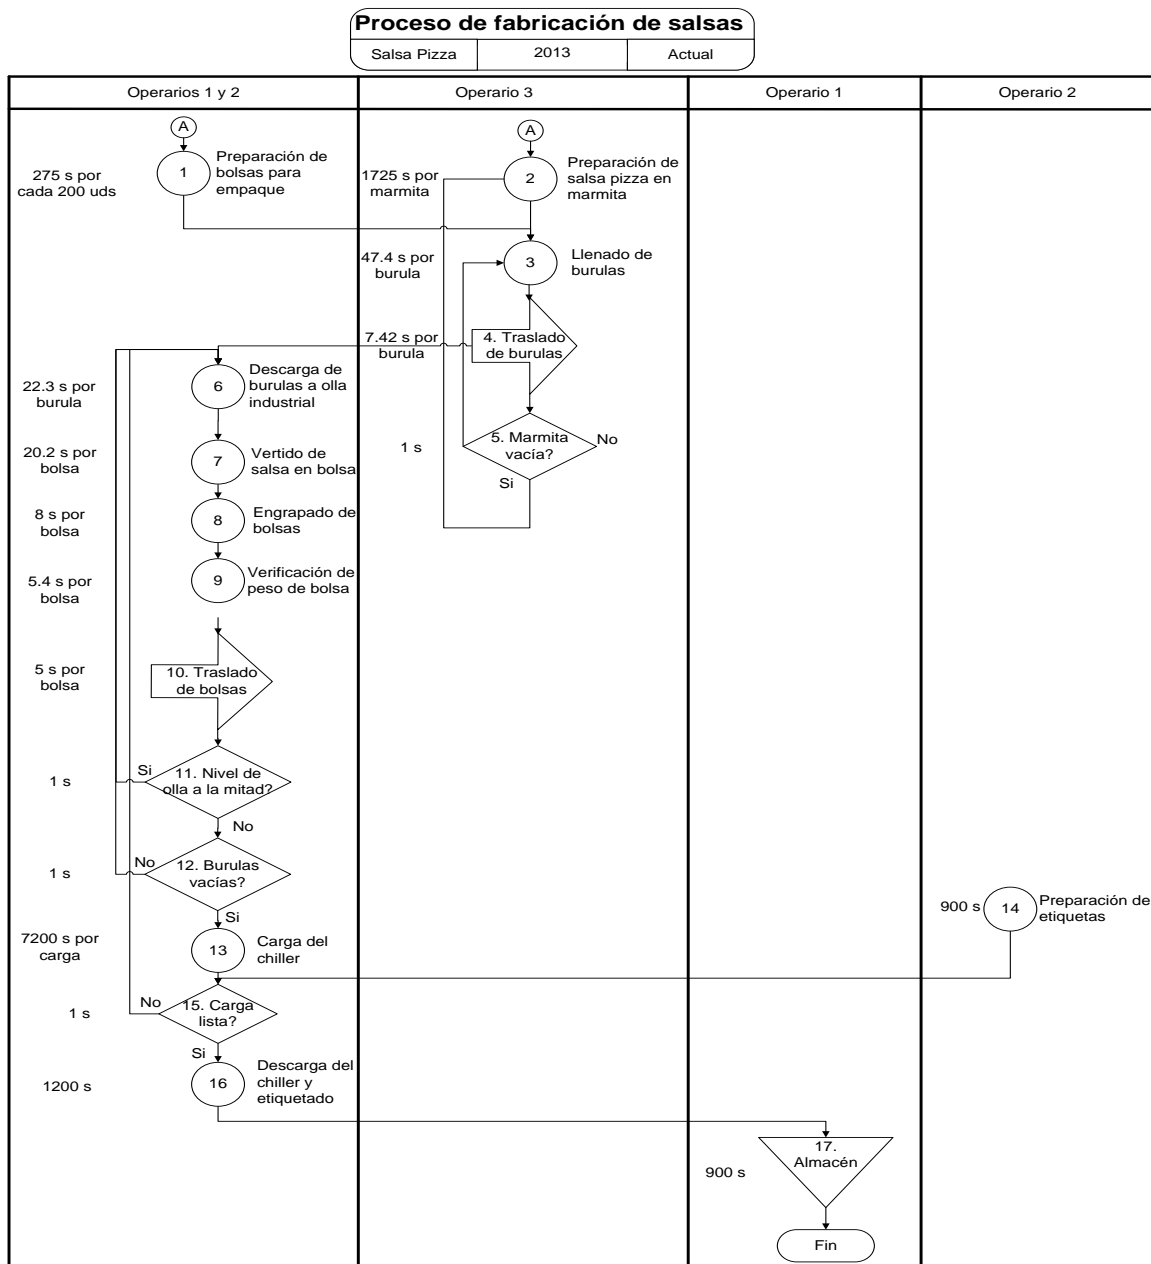 Proceso de fabricación de salsas
Salsa Pizza
2013
Actual
Operarios 1 y 2
Operario 3
Operario 1
Operario 2
A
A
275 s por
cada 200 uds
1
Preparación de
bolsas para
empaque
1725 s por
marmita
2
Preparación de
salsa pizza en
marmita
47.4 s por
burula
3
Llenado de
burulas
7.42 s por
burula
4. Traslado
de burulas
22.3 s por
burula
6
Descarga de
burulas a olla
industrial
1 s
5. Marmita
vacía?
No
Si
20.2 s por
bolsa
7
Vertido de
salsa en bolsa
8 s por
bolsa
8
Engrapado de
bolsas
5.4 s por
bolsa
9
Verificación de
peso de bolsa
5 s por
bolsa
10. Traslado
de bolsas
1 s
Si
11. Nivel de
olla a la mitad?
No
1 s
No
12. Burulas
vacías?
Si
900 s
14
Preparación de
etiquetas
7200 s por
carga
13
Carga del
chiller
1 s
No
15. Carga
lista?
Si
1200 s
16
Descarga del
chiller y
etiquetado
900 s
17.
Almacén
Fin